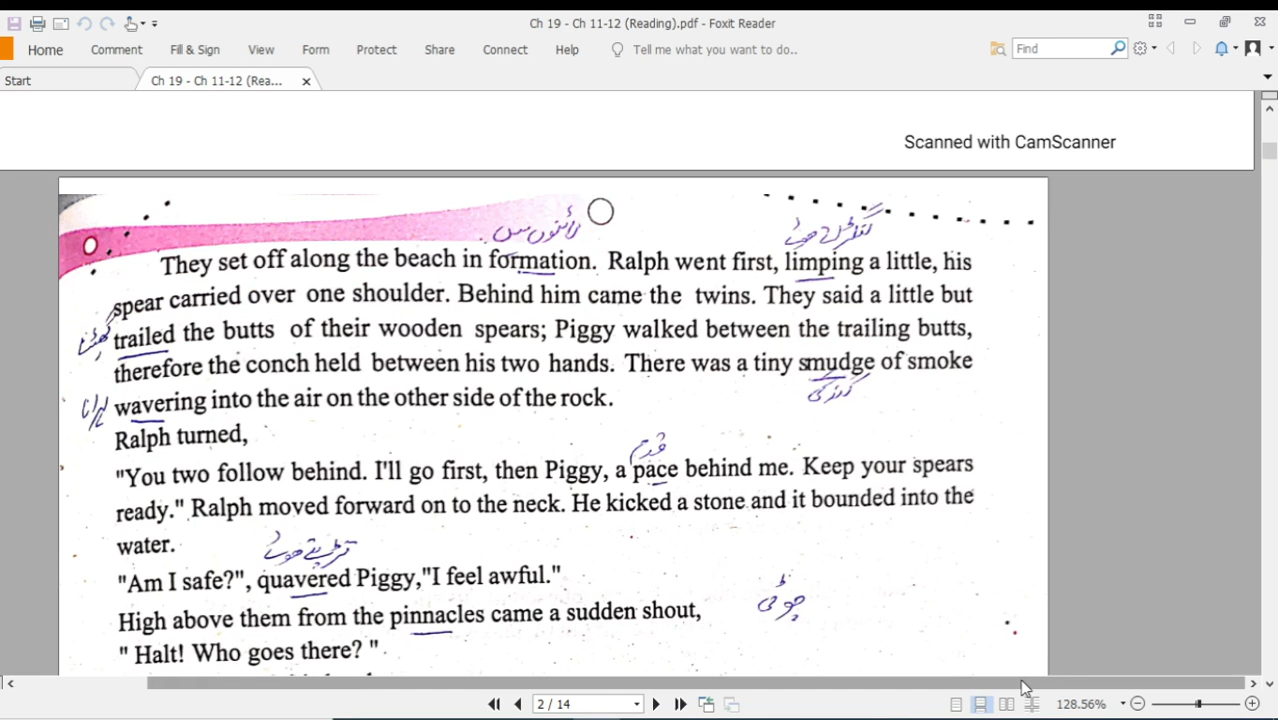 Ch 19 - Ch 11-12 (Reading).pdf - Foxit Reader
Home Comment Fill & Sign View Form Protect Share Connect Help Tell me what you want to do.. Find
Start Ch 19 - Ch 11-12 (Rea...
Scanned with CamScanner
لائنوں میں لنگڑاتے ہوئے
They set off along the beach in formation. Ralph went first, limping a little, his
spear carried over one shoulder. Behind him came the twins. They said a little but
trailed the butts of their wooden spears; Piggy walked between the trailing butts,
therefore the conch held between his two hands. There was a tiny smudge of smoke
wavering into the air on the other side of the rock.
لہرانا
Ralph turned,
قدم
"You two follow behind. I'll go first, then Piggy, a pace behind me. Keep your spears
ready." Ralph moved forward on to the neck. He kicked a stone and it bounded into the
water.
"Am I safe?", quavered Piggy,"I feel awful."
چوٹی
High above them from the pinnacles came a sudden shout,
" Halt! Who goes there? "
2 / 14 128.56%